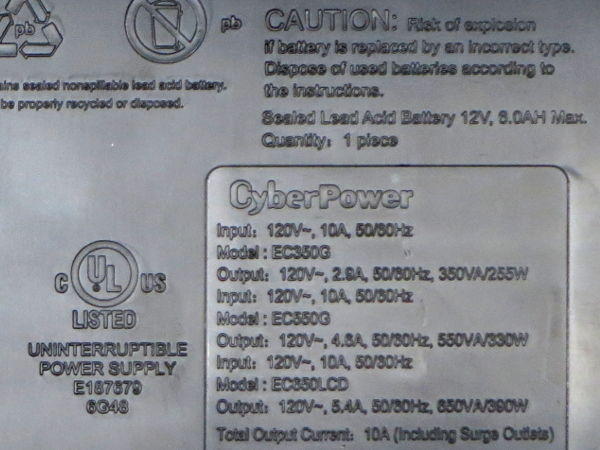 pb
pb
CAUTION: Risk of explosion
if battery is replaced by an incorrect type.
Dispose of used batteries according to
the instructions.
sealed nonspillable lead acid battery.
be properly recycled or disposed.
Sealed Lead Acid Battery 12V, 6.0AH Max.
Quantity: 1 piece
CyberPower
Input: 120V~, 10A, 50/60Hz
Model : EC350G
Output: 120V~, 2.9A, 50/60Hz, 350VA/255W
Input: 120V~, 10A, 50/60Hz
Model : EC550G
Output: 120V~, 4.6A, 50/60Hz, 550VA/330W
Input: 120V~, 10A, 50/60Hz
Model: EC650LCD
Output: 120V~, 5.4A, 50/60Hz, 650VA/390W
Total Output Current: 10A (Including Surge Outlets)
C UL US
LISTED
UNINTERRUPTIBLE
POWER SUPPLY
E187679
6G48